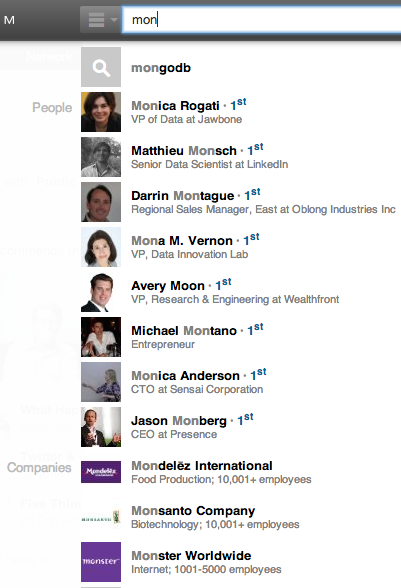 M
mon
mongodb
People
Monica Rogati · 1st
VP of Data at Jawbone
Matthieu Monsch · 1st
Senior Data Scientist at LinkedIn
Darrin Montague · 1st
Regional Sales Manager, East at Oblong Industries Inc
Mona M. Vernon · 1st
VP, Data Innovation Lab
Avery Moon · 1st
VP, Research & Engineering at Wealthfront
Michael Montano · 1st
Entrepreneur
Monica Anderson · 1st
CTO at Sensai Corporation
Jason Monberg · 1st
CEO at Presence
Companies
Mondelēz
Mondelēz International
Food Production; 10,001+ employees
MONSANTO
Monsanto Company
Biotechnology; 10,001+ employees
monster
Monster Worldwide
Internet; 1001-5000 employees